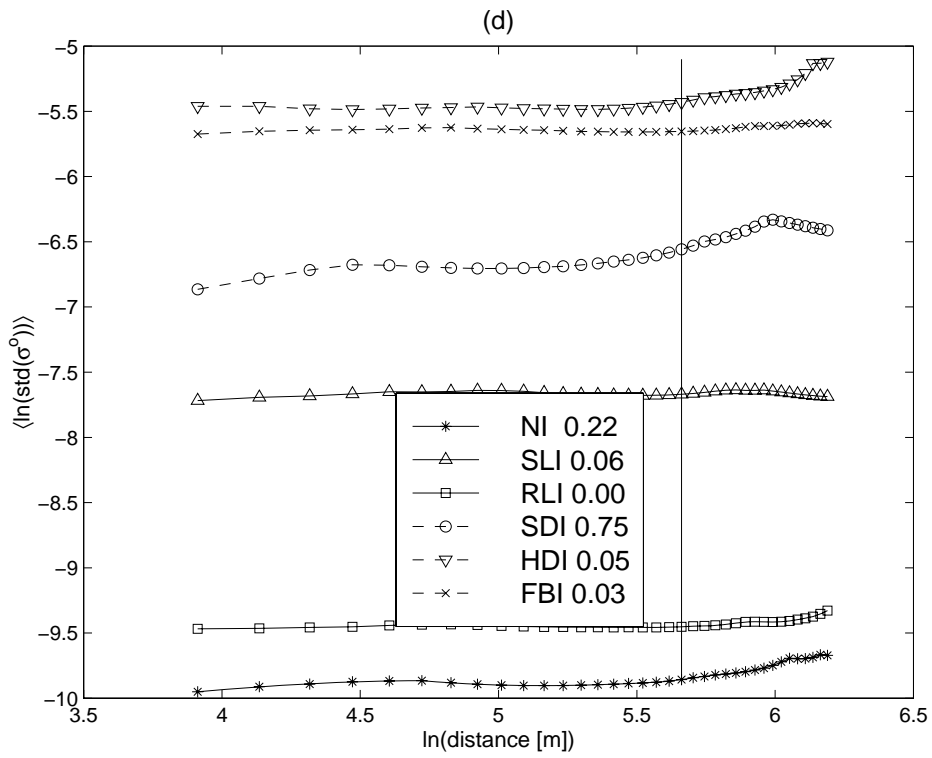 (d)
−5
−5.5
−6
−6.5
−7
−7.5
−8
−8.5
−9
−9.5
−10
⟨ln(std(σ°))⟩
NI 0.22
SLI 0.06
RLI 0.00
SDI 0.75
HDI 0.05
FBI 0.03
3.5 4 4.5 5 5.5 6 6.5
ln(distance [m])